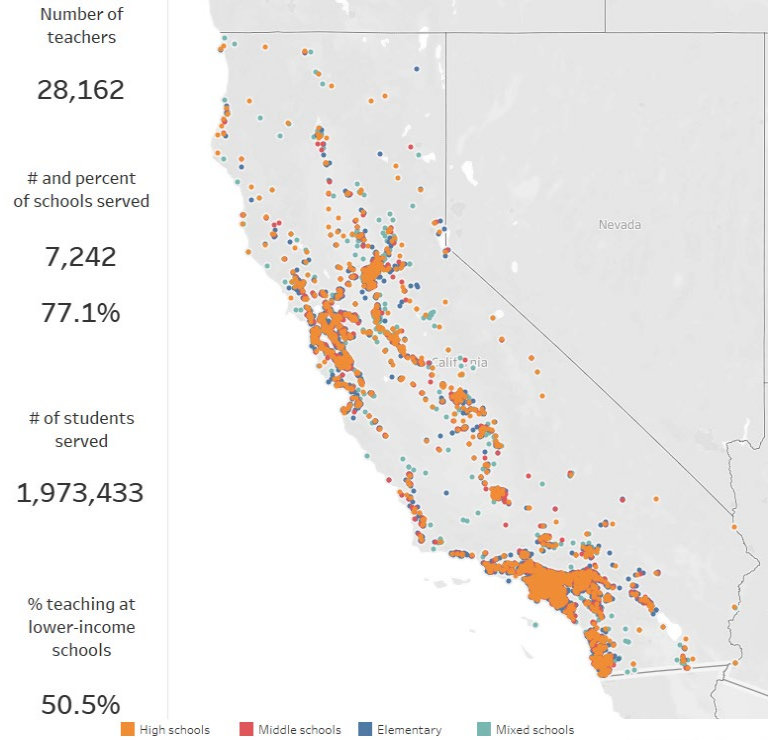 Number of
teachers
28,162
# and percent
of schools served
7,242
77.1%
# of students
served
1,973,433
% teaching at
lower-income
schools
50.5%
Nevada
California
High schools
Middle schools
Elementary
Mixed schools